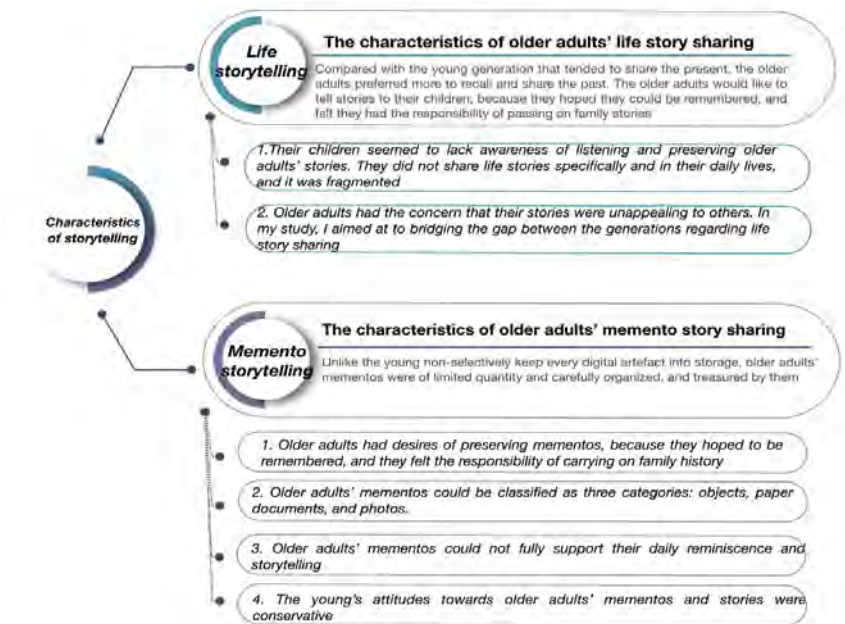 Characteristics
of storytelling
Life
storytelling
The characteristics of older adults' life story sharing
Compared with the young generation that tended to share the present, the older
adults preferred more to recall and share the past. The older adults would like to
tell stories to their children, because they hoped they could be remembered, and
felt they had the responsibility of passing on family stories
1.Their children seemed to lack awareness of listening and preserving older
adults' stories. They did not share life stories specifically and in their daily lives,
and it was fragmented
2. Older adults had the concern that their stories were unappealing to others. In
my study, I aimed at to bridging the gap between the generations regarding life
story sharing
Memento
storytelling
The characteristics of older adults' memento story sharing
Unlike the young non-selectively keep every digital artefact into storage, older adults'
mementos were of limited quantity and carefully organized, and treasured by them
1. Older adults had desires of preserving mementos, because they hoped to be
remembered, and they felt the responsibility of carrying on family history
2. Older adults' mementos could be classified as three categories: objects, paper
documents, and photos.
3. Older adults' mementos could not fully support their daily reminiscence and
storytelling
4. The young's attitudes towards older adults' mementos and stories were
conservative